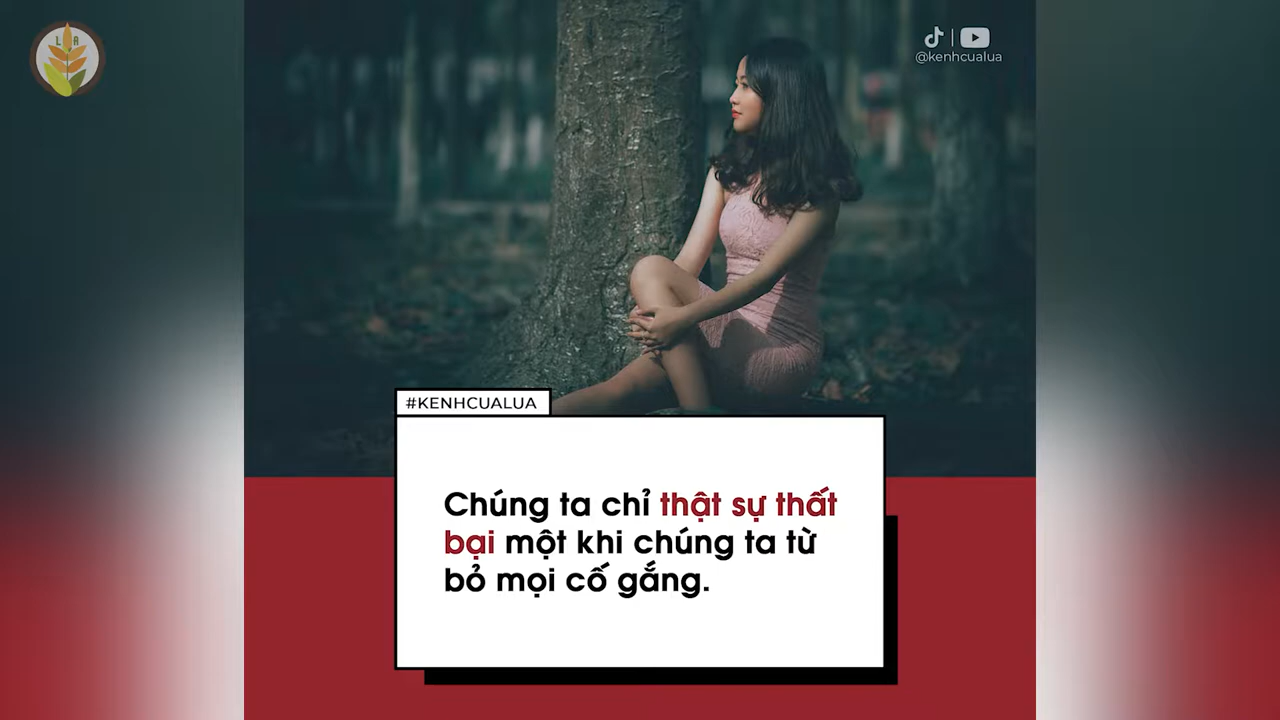 L A
@kenhcualua
#KENHCUALUA
Chúng ta chỉ thật sự thất
bại một khi chúng ta từ
bỏ mọi cố gắng.